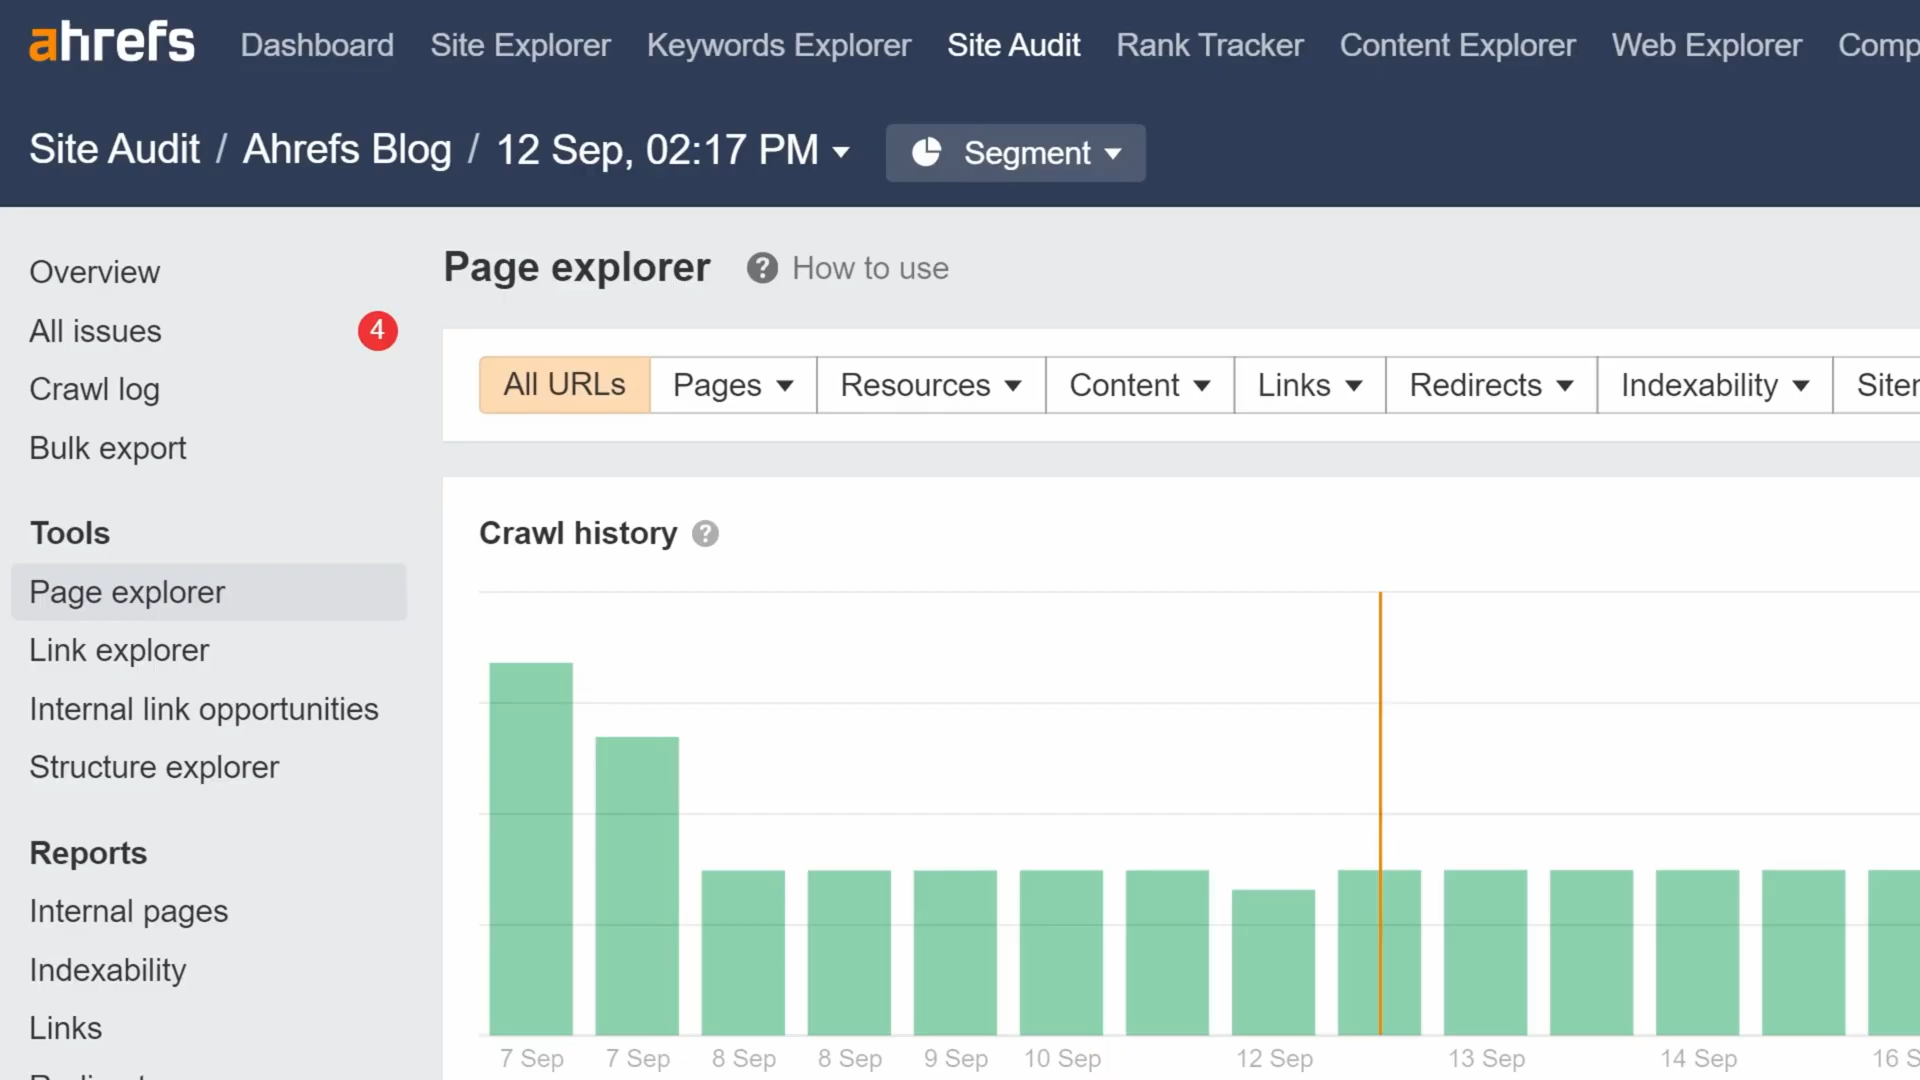 ahrefs Dashboard Site Explorer Keywords Explorer Site Audit Rank Tracker Content Explorer Web Explorer Comp
Site Audit / Ahrefs Blog / 12 Sep, 02:17 PM Segment
Overview
All issues 4
Crawl log
Bulk export
Tools
Page explorer
Link explorer
Internal link opportunities
Structure explorer
Reports
Internal pages
Indexability
Links
Page explorer ? How to use
All URLs Pages Resources Content Links Redirects Indexability
Crawl history ?
7 Sep 7 Sep 8 Sep 8 Sep 9 Sep 10 Sep 12 Sep 13 Sep 14 Sep 16 S